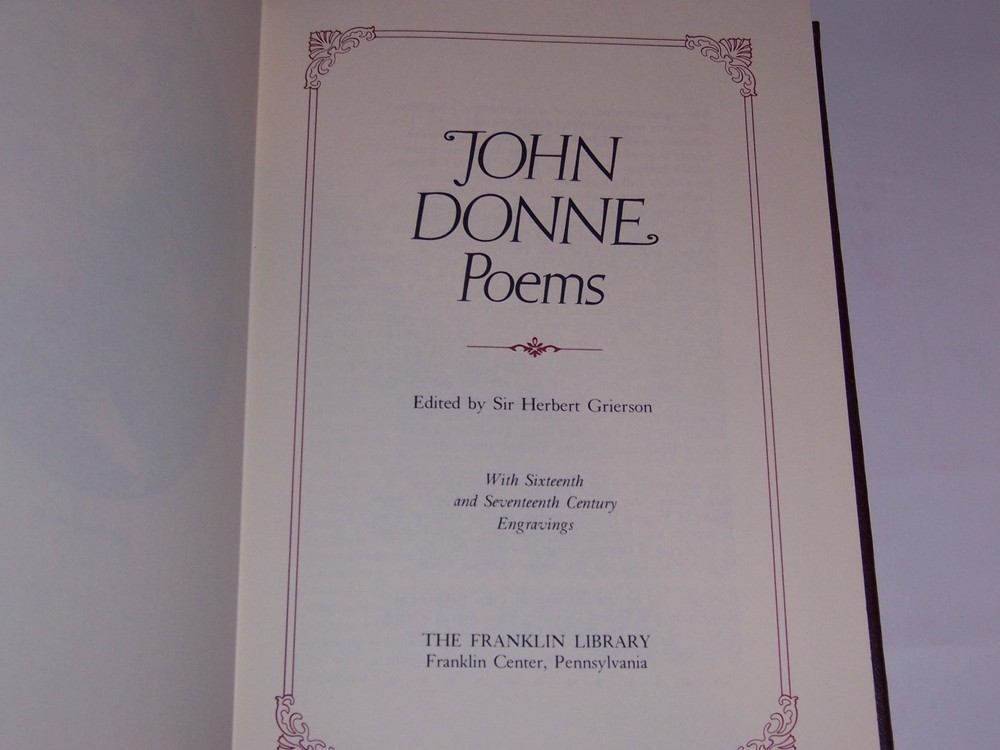 JOHN
DONNE
Poems
Edited by Sir Herbert Grierson
With Sixteenth
and Seventeenth Century
Engravings
THE FRANKLIN LIBRARY
Franklin Center, Pennsylvania